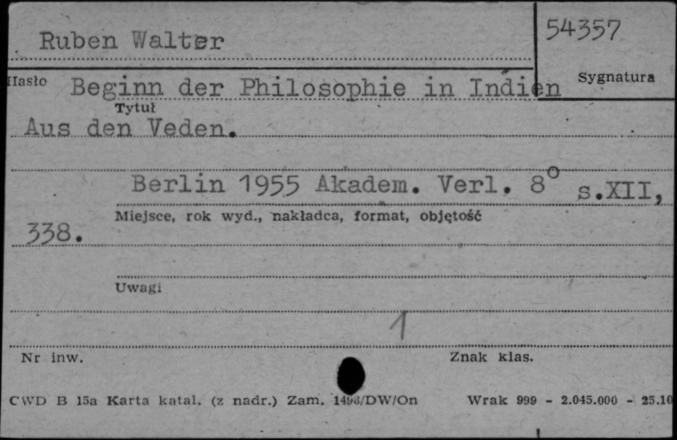 Ruben Walter
54357
Hasło
Sygnatura
Beginn der Philosophie in Indien
Tytuł
Aus den Veden.
Berlin 1955 Akadem. Verl. 8° s.XII,
Miejsce, rok wyd., nakładca, format, objętość
338.
Uwagi
1
Nr inw.
Znak klas.
CWD B 15a Karta katal. (z nadr.) Zam. /DW/On Wrak 999 - 2.045.000 - 25.10